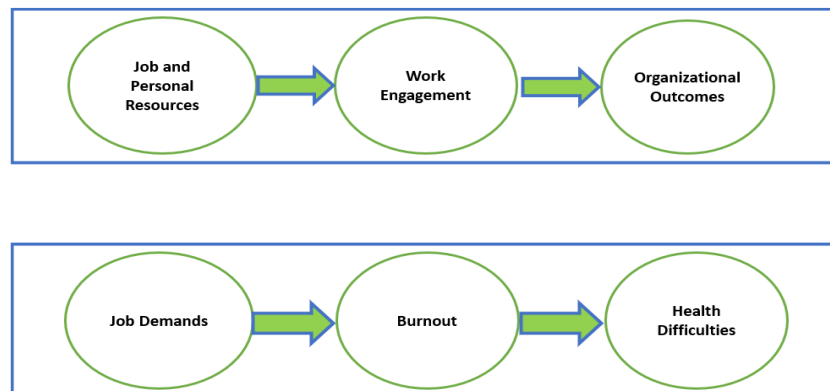 Job and
Personal
Resources
Work
Engagement
Organizational
Outcomes
Job Demands
Burnout
Health
Difficulties